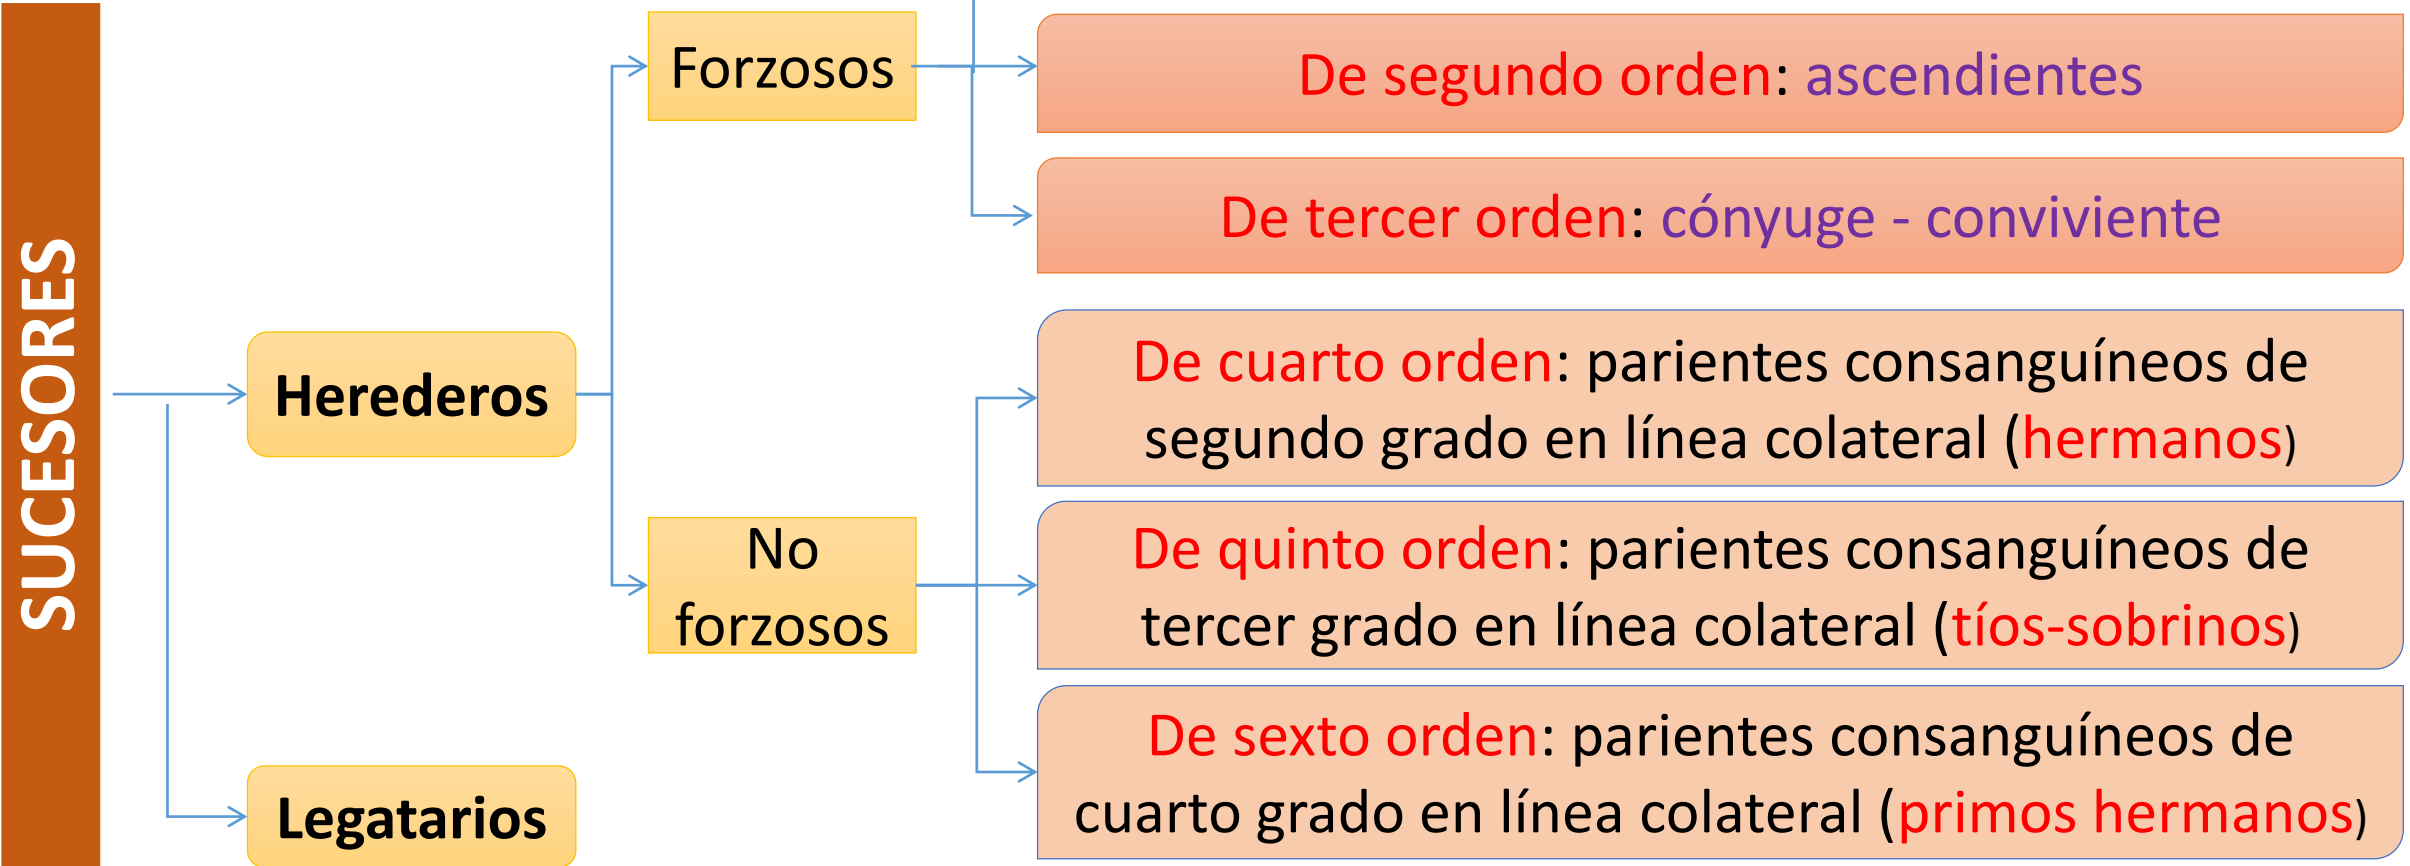 SUCESORES
Herederos
Legatarios
Forzosos
De segundo orden: ascendientes
De tercer orden: cónyuge - conviviente
No
forzosos
De cuarto orden: parientes consanguíneos de
segundo grado en línea colateral (hermanos)
De quinto orden: parientes consanguíneos de
tercer grado en línea colateral (tíos-sobrinos)
De sexto orden: parientes consanguíneos de
cuarto grado en línea colateral (primos hermanos)